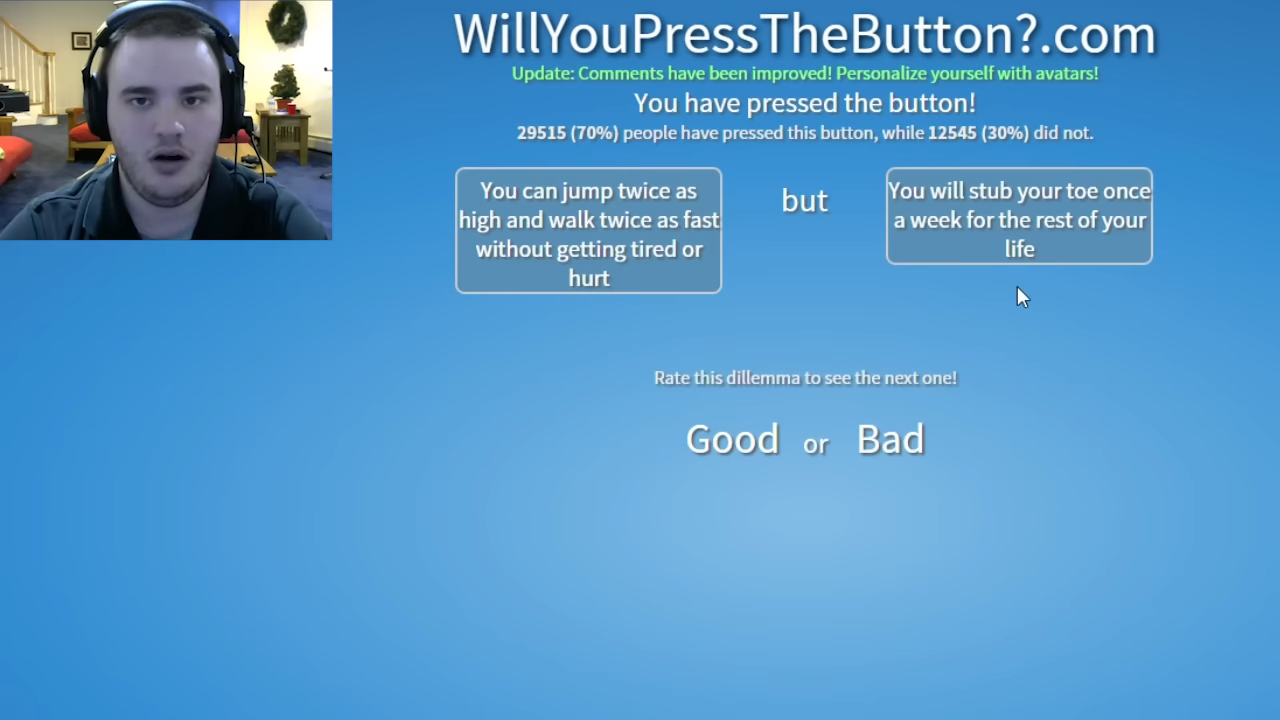 WillYouPressTheButton?.com
Update: Comments have been improved! Personalize yourself with avatars!
You have pressed the button!
29515 (70%) people have pressed this button, while 12545 (30%) did not.
You can jump twice as
high and walk twice as fast
without getting tired or
hurt
but
You will stub your toe once
a week for the rest of your
life
Rate this dillemma to see the next one!
Good or Bad